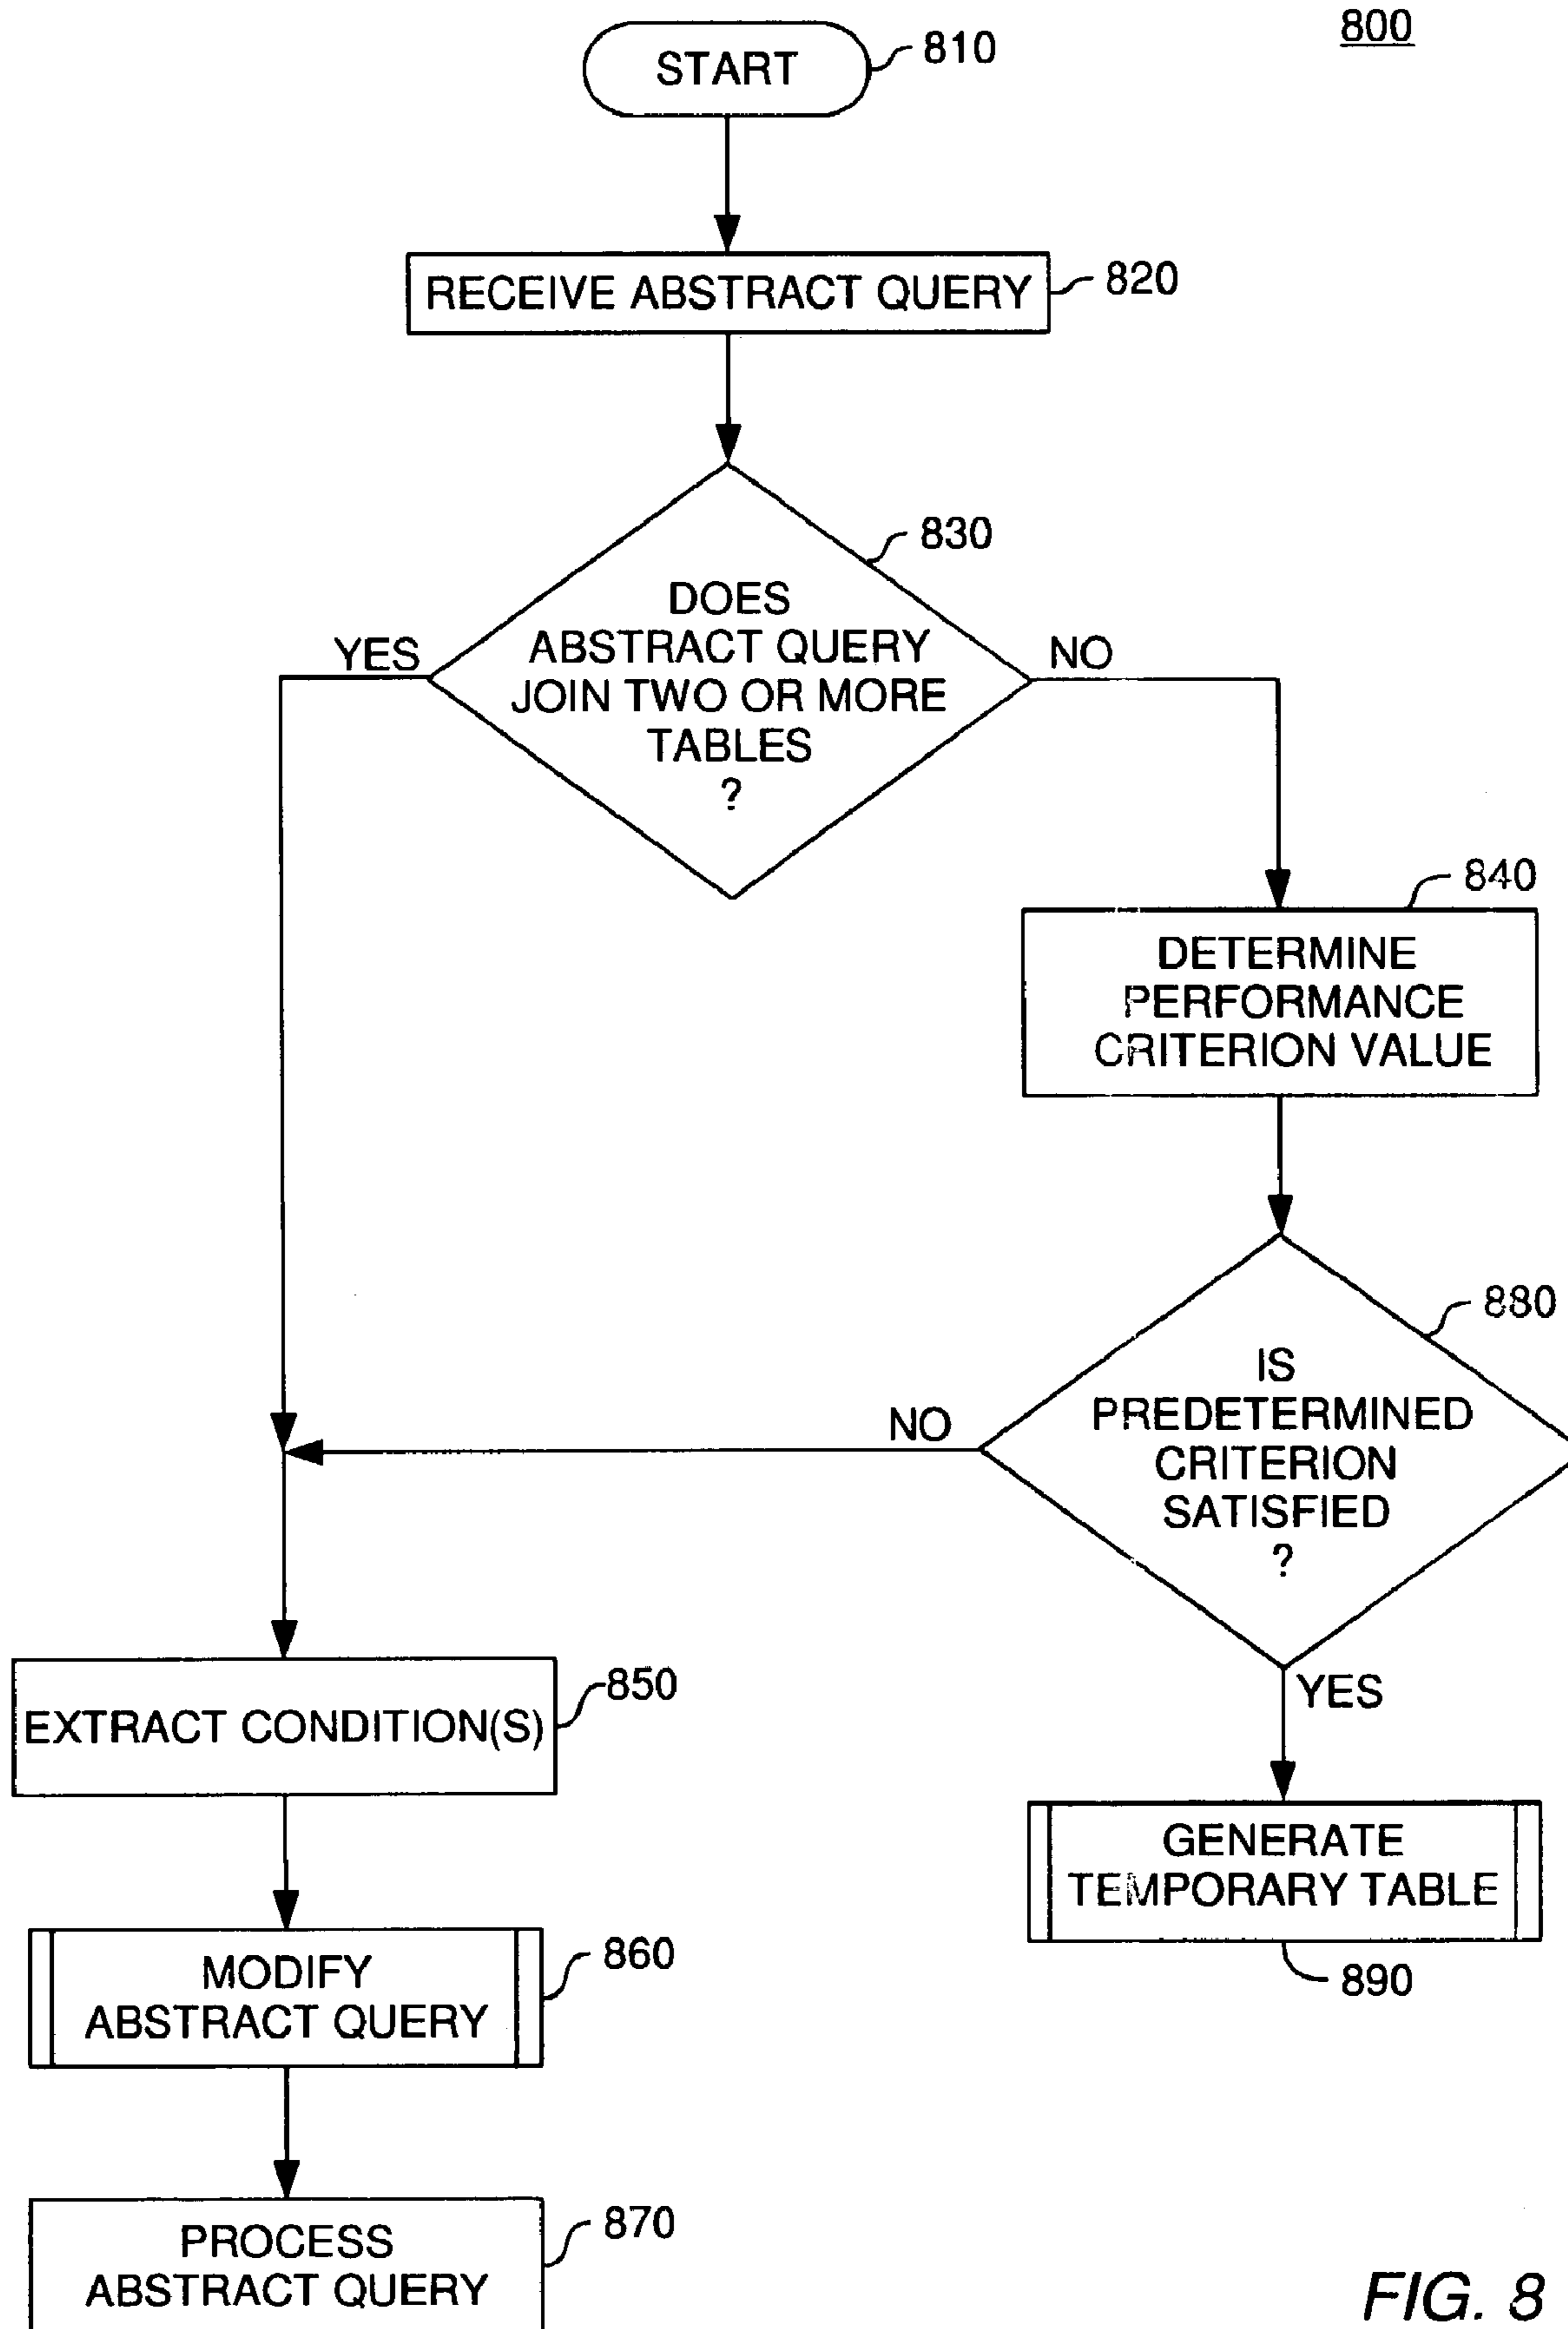 800
START
810
RECEIVE ABSTRACT QUERY
820
830
DOES
ABSTRACT QUERY
JOIN TWO OR MORE
TABLES
?
YES
NO
840
DETERMINE
PERFORMANCE
CRITERION VALUE
880
IS
PREDETERMINED
CRITERION
SATISFIED
?
NO
YES
850
EXTRACT CONDITION(S)
GENERATE
TEMPORARY TABLE
890
MODIFY
ABSTRACT QUERY
860
PROCESS
ABSTRACT QUERY
870
FIG. 8